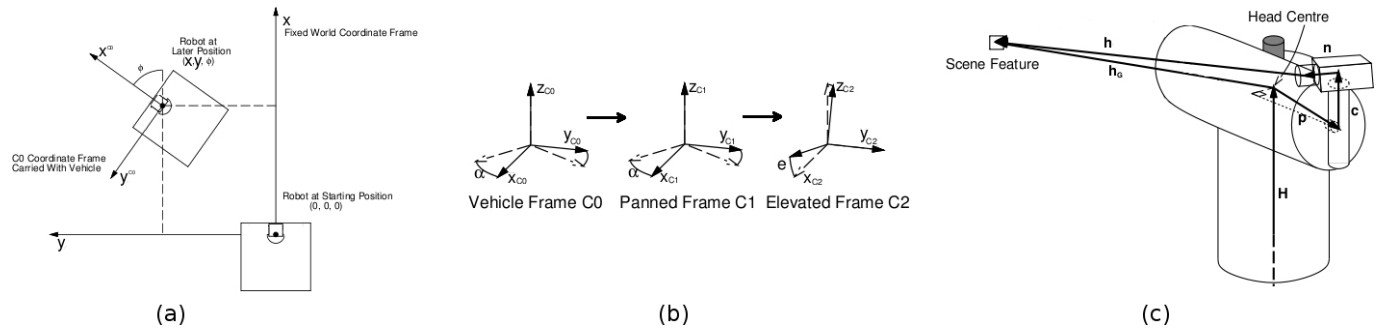 x
Fixed World Coordinate Frame
Robot at
Later Position
(x,y, ϕ)
x^C0
ϕ
C0 Coordinate Frame
Carried With Vehicle
y^C0
Robot at Starting Position
(0, 0, 0)
y
(a)
z_C0
y_C0
x_C0
α
Vehicle Frame C0
z_C1
y_C1
x_C1
α
Panned Frame C1
z_C2
y_C2
x_C2
e
Elevated Frame C2
(b)
Head Centre
Scene Feature
h
h_G
n
c
p
H
(c)